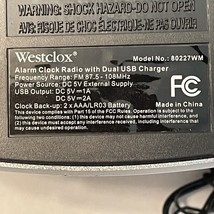 WARNING: SHOCK HAZARD-DO NOT OPEN
AVIS: RISQUE DE CHOC ÉLECTRIQUE-NE PAS OUVRIR
Westclox® Model: 80227WM
Alarm Clock Radio with Dual USB Charger
Frequency Range: FM 87.5 - 108MHz
Power Source: DC 5V External Supply
USB Output: DC 5V⎓1A
DC 5V⎓2A
Clock Back-up: 2 x AAA/LR03 Battery
FC
Made in China
This device complies with Part 15 of the FCC Rules. Operation is subject to the
following two conditions: (1) this device may not cause harmful interference, and
(2) this device must accept any interference received, including interference that
may cause undesired operation.